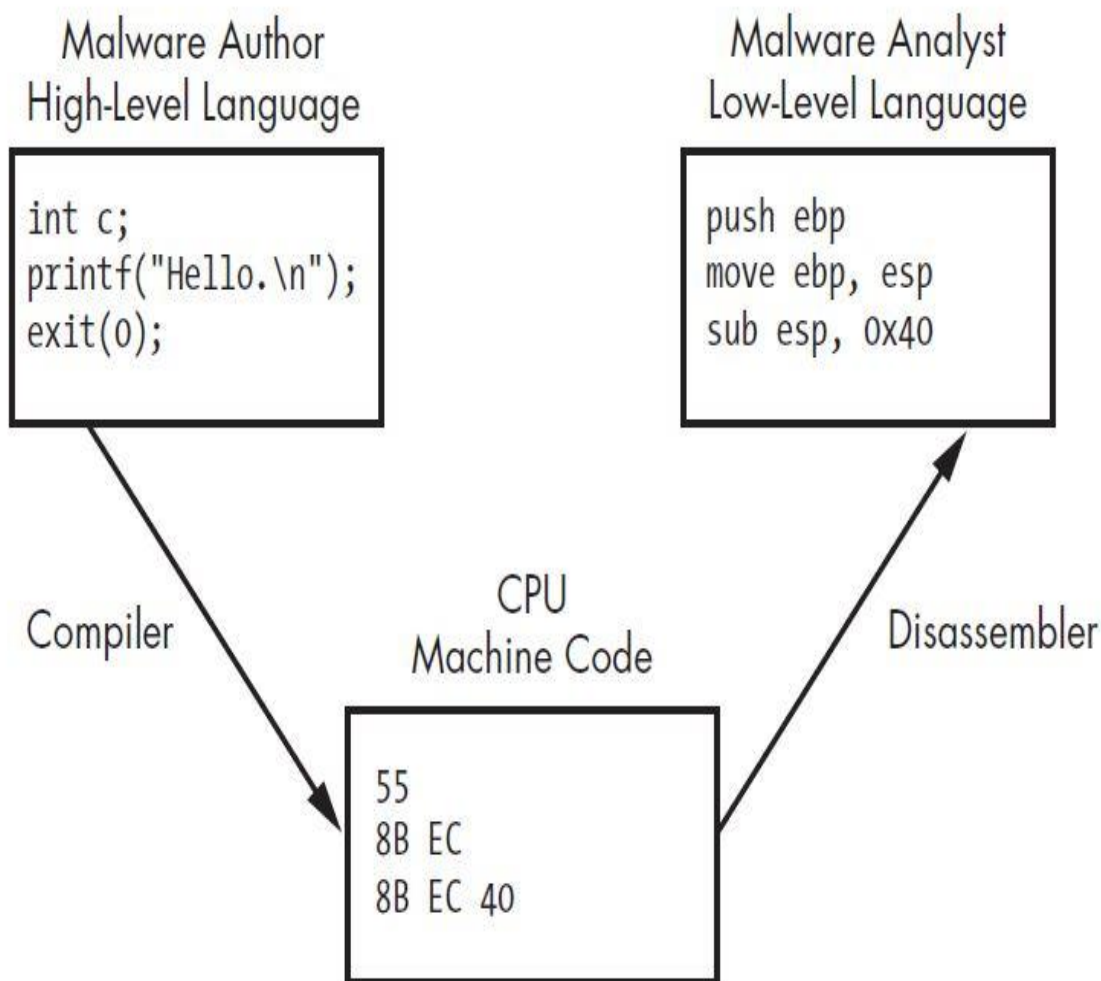 Malware Author
High-Level Language
int c;
printf("Hello.\n");
exit(0);
Malware Analyst
Low-Level Language
push ebp
move ebp, esp
sub esp, 0x40
Compiler
CPU
Machine Code
55
8B EC
8B EC 40
Disassembler